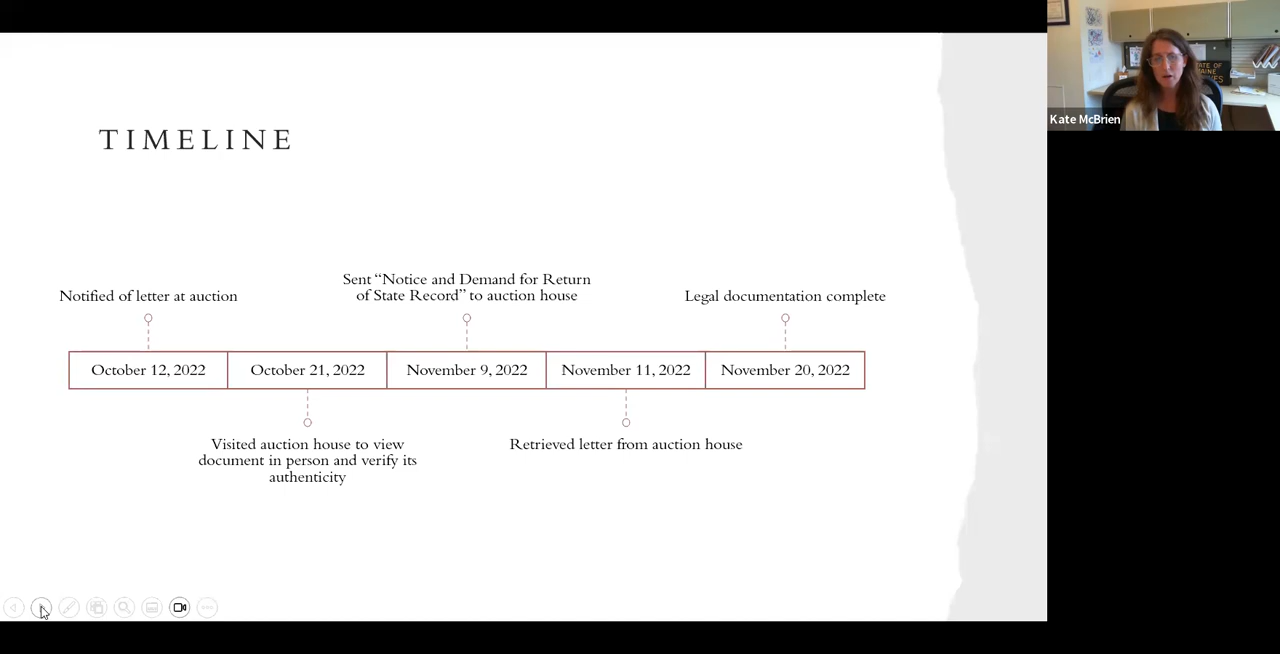 TIMELINE
Notified of letter at auction
Sent “Notice and Demand for Return
of State Record” to auction house
Legal documentation complete
October 12, 2022
October 21, 2022
November 9, 2022
November 11, 2022
November 20, 2022
Visited auction house to view
document in person and verify its
authenticity
Retrieved letter from auction house
Kate McBrien
STATE OF